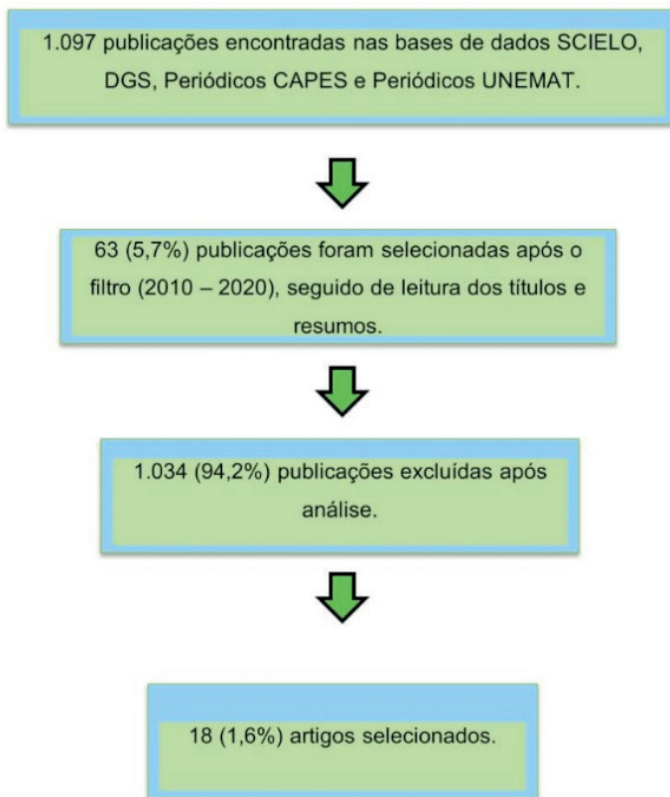 1.097 publicações encontradas nas bases de dados SCIELO,
DGS, Periódicos CAPES e Periódicos UNEMAT.
63 (5,7%) publicações foram selecionadas após o
filtro (2010 – 2020), seguido de leitura dos títulos e
resumos.
1.034 (94,2%) publicações excluídas após
análise.
18 (1,6%) artigos selecionados.